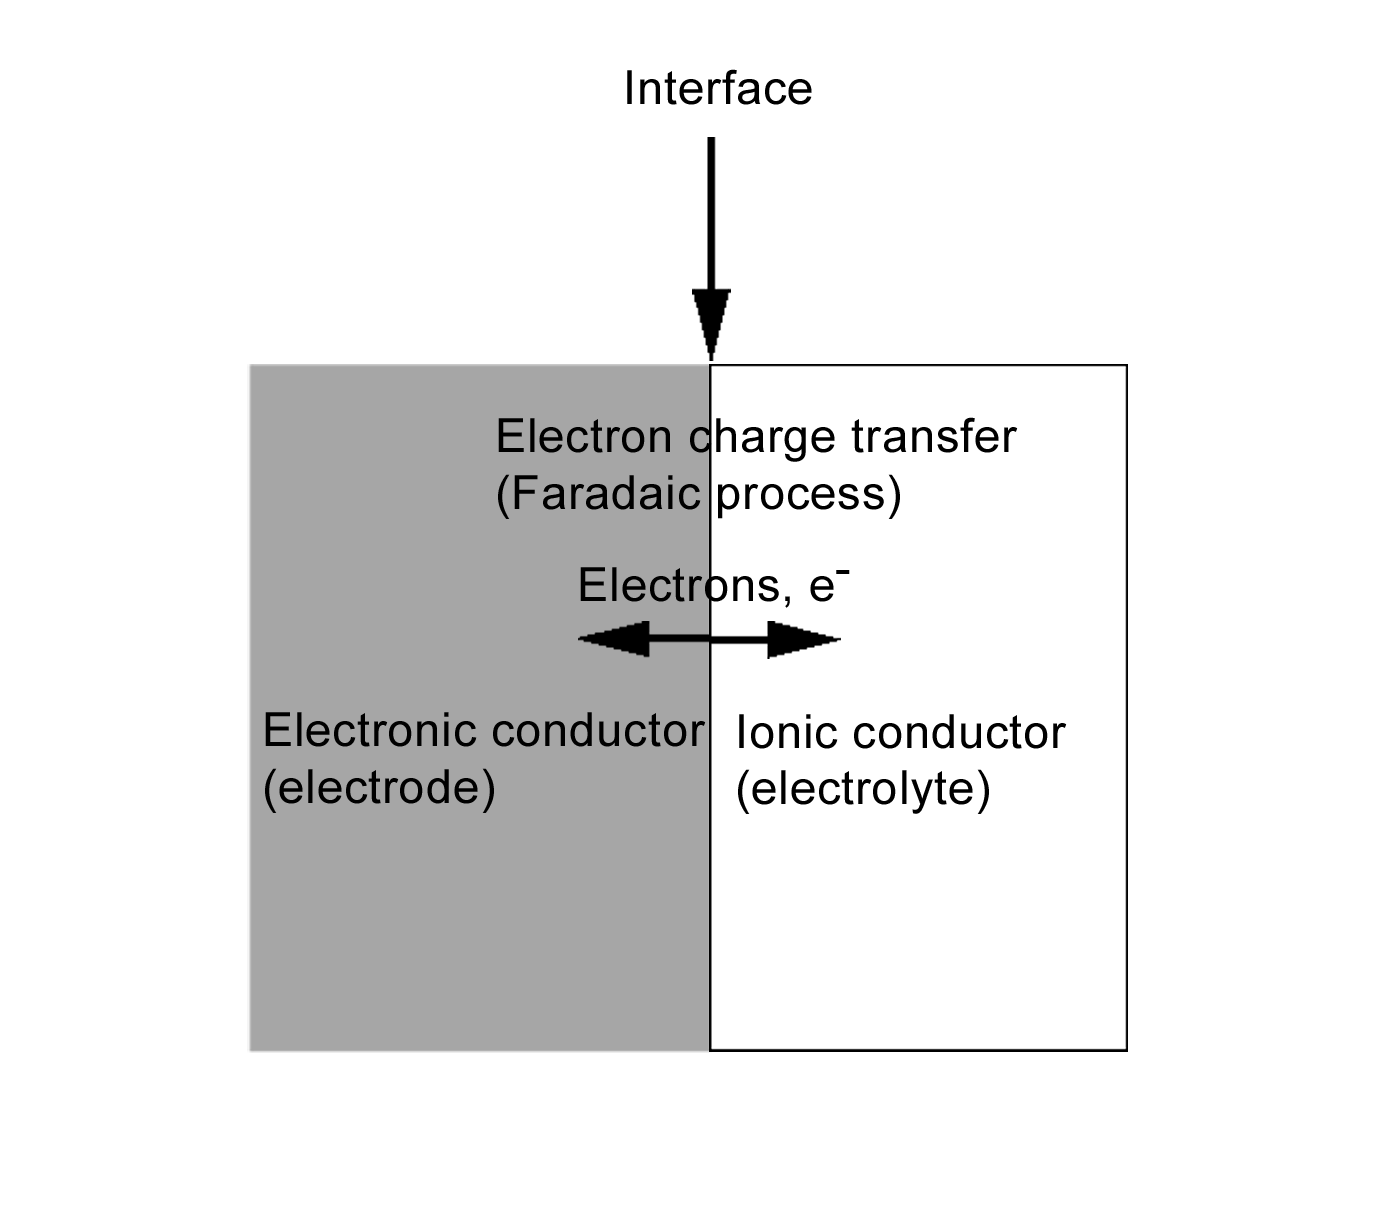 Interface
Electron charge transfer
(Faradaic process)
Electrons, e⁻
Electronic conductor
(electrode)
Ionic conductor
(electrolyte)